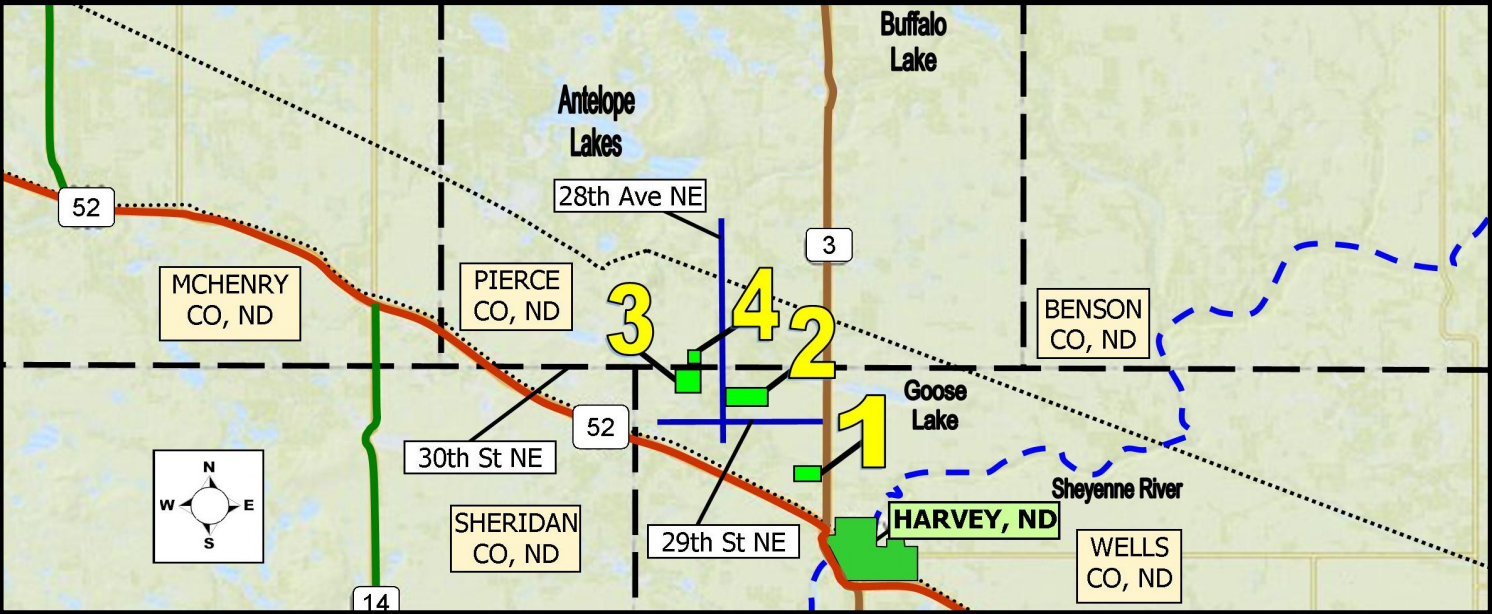 Buffalo
Lake
Antelope
Lakes
28th Ave NE
52
3
MCHENRY
CO, ND
PIERCE
CO, ND
3
4
2
BENSON
CO, ND
Goose
Lake
1
52
30th St NE
N
W
E
S
Sheyenne River
SHERIDAN
CO, ND
29th St NE
HARVEY, ND
WELLS
CO, ND
14